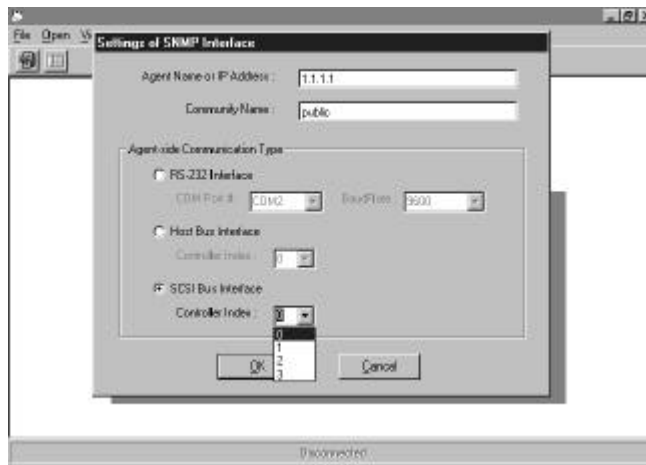 File Open
Settings of SNMP Interface
Agent Name or IP Address :
1.1.1.1
Community Name :
public
Agent-side Communication Type
RS-232 Interface
COM Port # COM2 BaudRate : 9600
Host Bus Interface
Controller Index : 0
SCSI Bus Interface
Controller Index : 0
0
1
2
3
OK Cancel
Disconnected